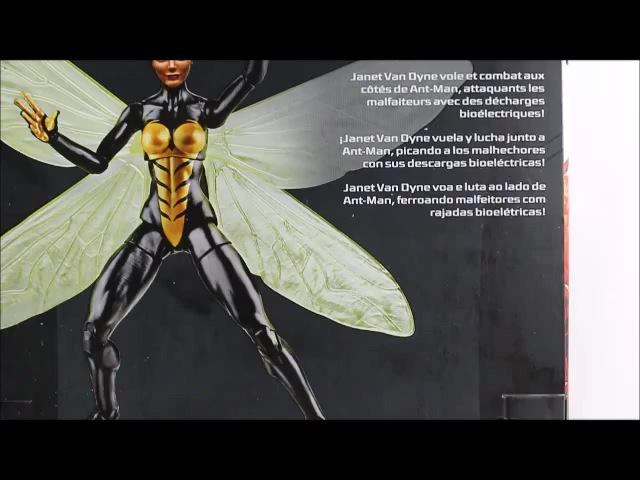 Janet Van Dyne vole et combat aux
côtés de Ant-Man, attaquants les
malfaiteurs avec des décharges
bioélectriques!
¡Janet Van Dyne vuela y lucha junto a
Ant-Man, picando a los malhechores
con sus descargas bioeléctricas!
Janet Van Dyne voa e luta ao lado de
Ant-Man, ferroando malfeitores com
rajadas bioelétricas!